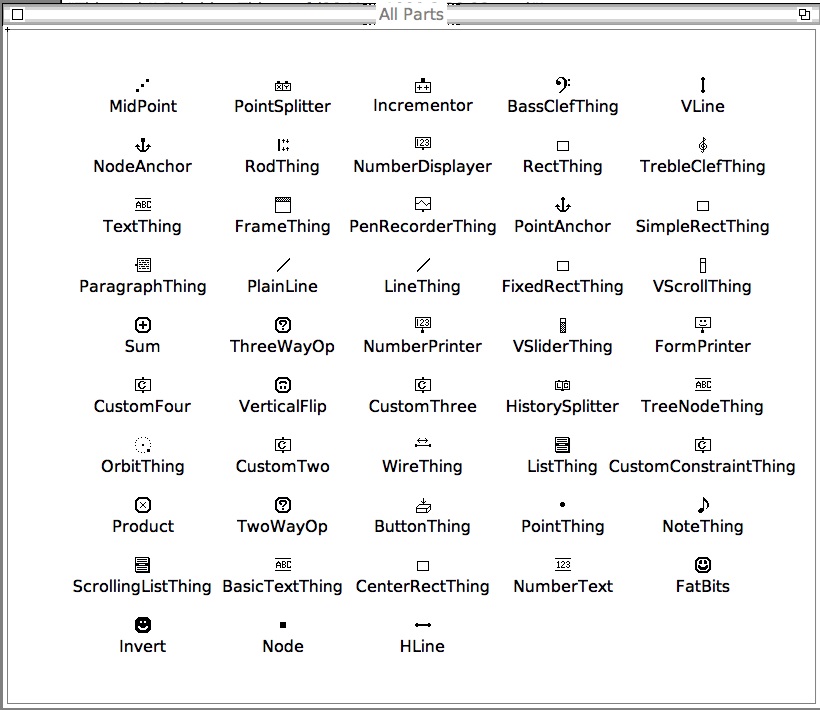 All Parts
MidPoint PointSplitter Incrementor BassClefThing VLine
NodeAnchor RodThing NumberDisplayer RectThing TrebleClefThing
TextThing FrameThing PenRecorderThing PointAnchor SimpleRectThing
ParagraphThing PlainLine LineThing FixedRectThing VScrollThing
Sum ThreeWayOp NumberPrinter VSliderThing FormPrinter
CustomFour VerticalFlip CustomThree HistorySplitter TreeNodeThing
OrbitThing CustomTwo WireThing ListThing CustomConstraintThing
Product TwoWayOp ButtonThing PointThing NoteThing
ScrollingListThing BasicTextThing CenterRectThing NumberText FatBits
Invert Node HLine